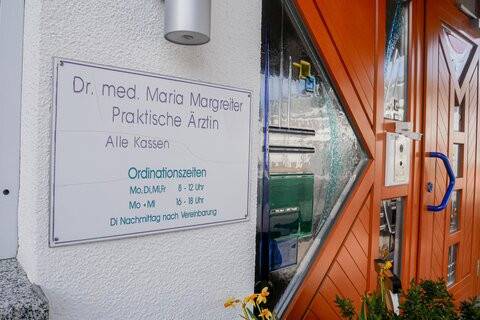 Dr. med. Maria Margreiter
Praktische Ärztin
Alle Kassen
Ordinationszeiten
Mo, Di, Mi, Fr 8 - 12 Uhr
Mo + Mi 16 - 18 Uhr
Di Nachmittag nach Vereinbarung